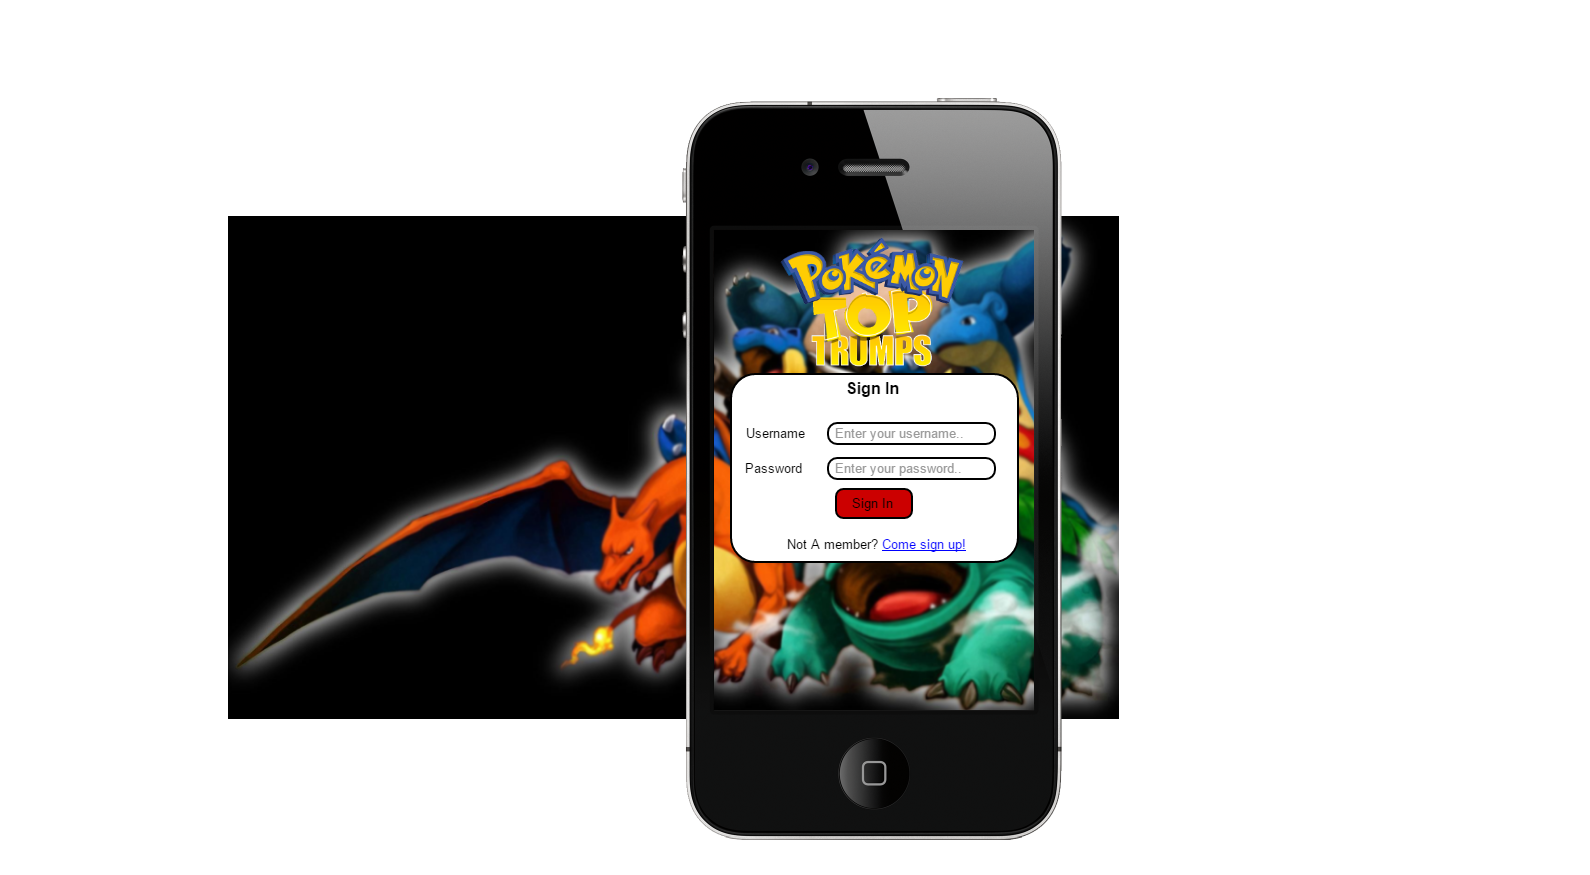 POKéMON
TOP
TRUMPS
Sign In
Username Enter your username..
Password Enter your password..
Sign In
Not A member? Come sign up!